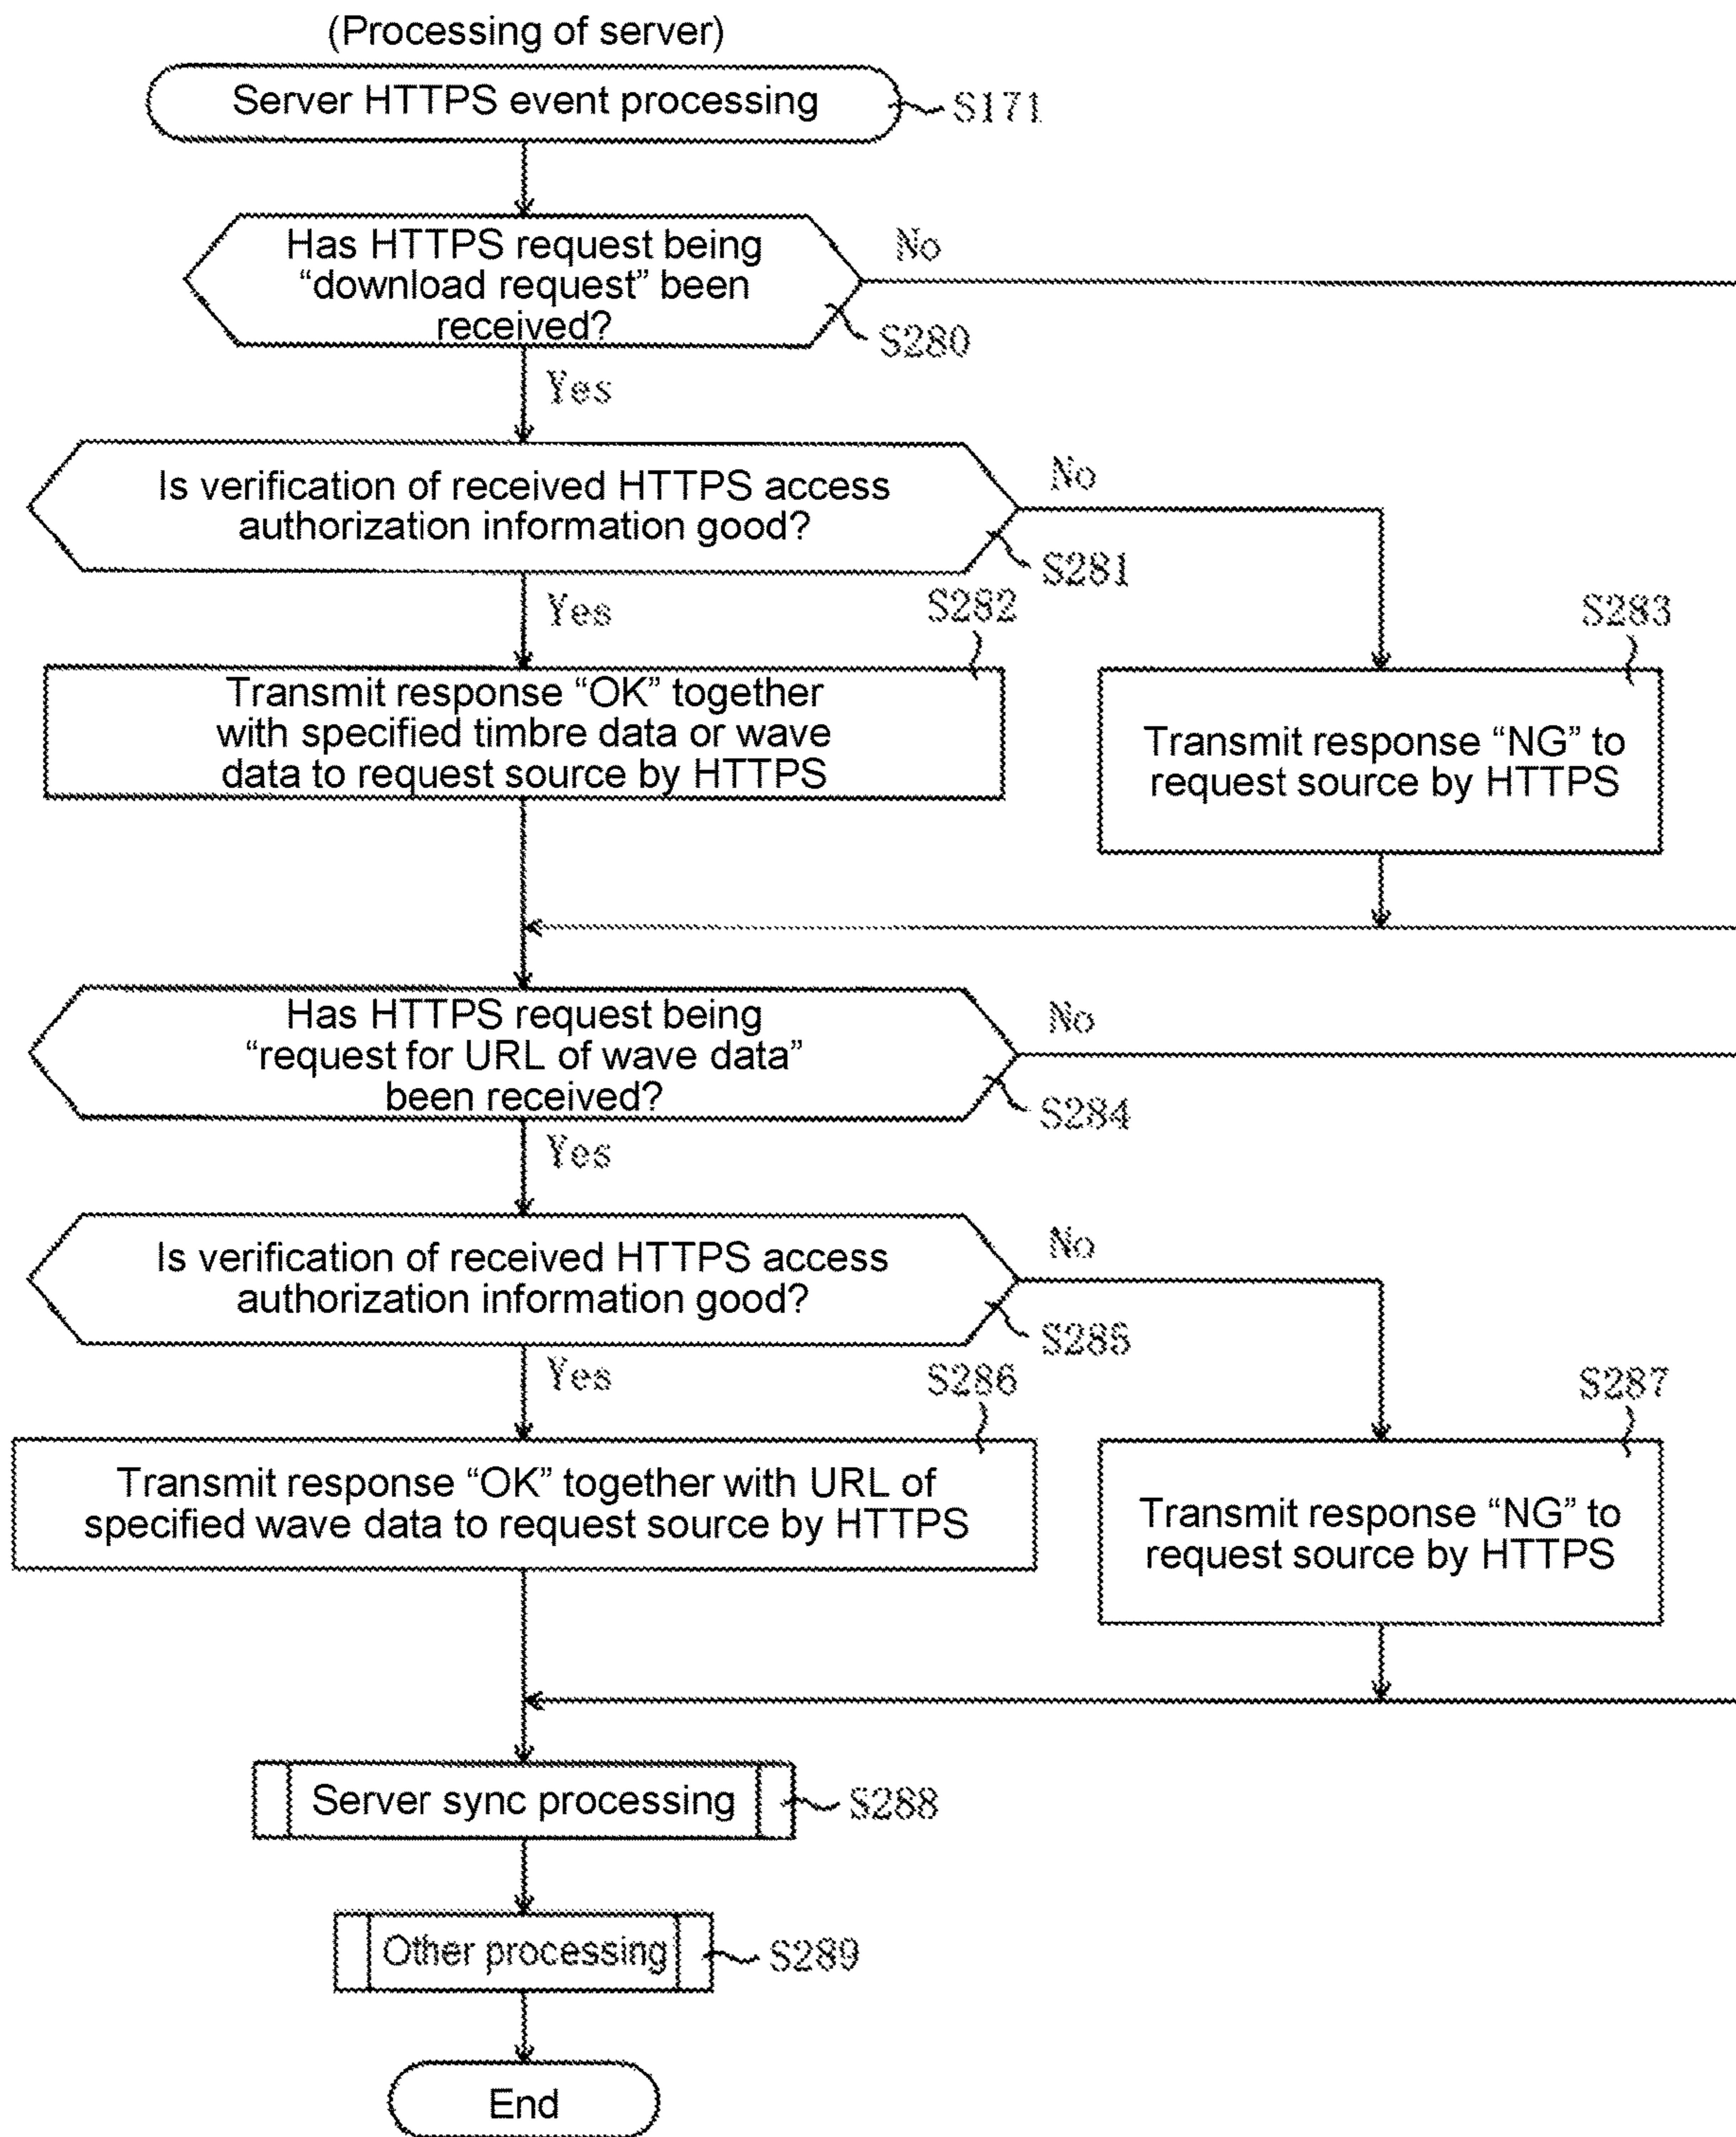 (Processing of server)
Server HTTPS event processing
S171
Has HTTPS request being
“download request” been
received?
No
S280
Yes
Is verification of received HTTPS access
authorization information good?
No
S281
Yes
S282
S283
Transmit response “OK” together
with specified timbre data or wave
data to request source by HTTPS
Transmit response “NG” to
request source by HTTPS
Has HTTPS request being
“request for URL of wave data”
been received?
No
S284
Yes
Is verification of received HTTPS access
authorization information good?
No
S285
Yes
S286
S287
Transmit response “OK” together with URL of
specified wave data to request source by HTTPS
Transmit response “NG” to
request source by HTTPS
Server sync processing
S288
Other processing
S289
End